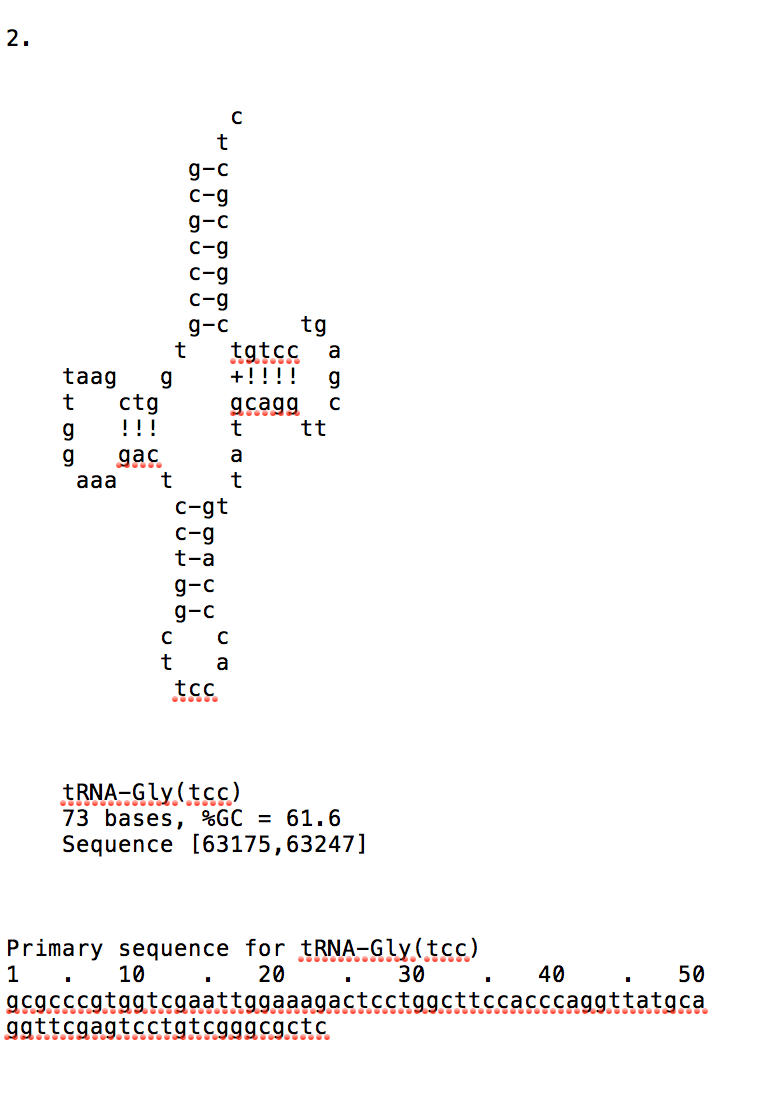 2.
c
t
g-c
c-g
g-c
c-g
c-g
c-g
g-c     tg
t   tgtcc  a
taag   g    +!!!!  g
t   ctg     gcagg  c
g   !!!     t    tt
g   gac     a
aaa   t    t
c-gt
c-g
t-a
g-c
g-c
c   c
t   a
tcc
tRNA-Gly(tcc)
73 bases, %GC = 61.6
Sequence [63175,63247]
Primary sequence for tRNA-Gly(tcc)
1   .   10    .   20    .   30    .   40    .   50
gcgcccgtggtcgaattggaaagactcctggcttccacccaggttatgca
ggttcgagtcctgtcgggcgctc